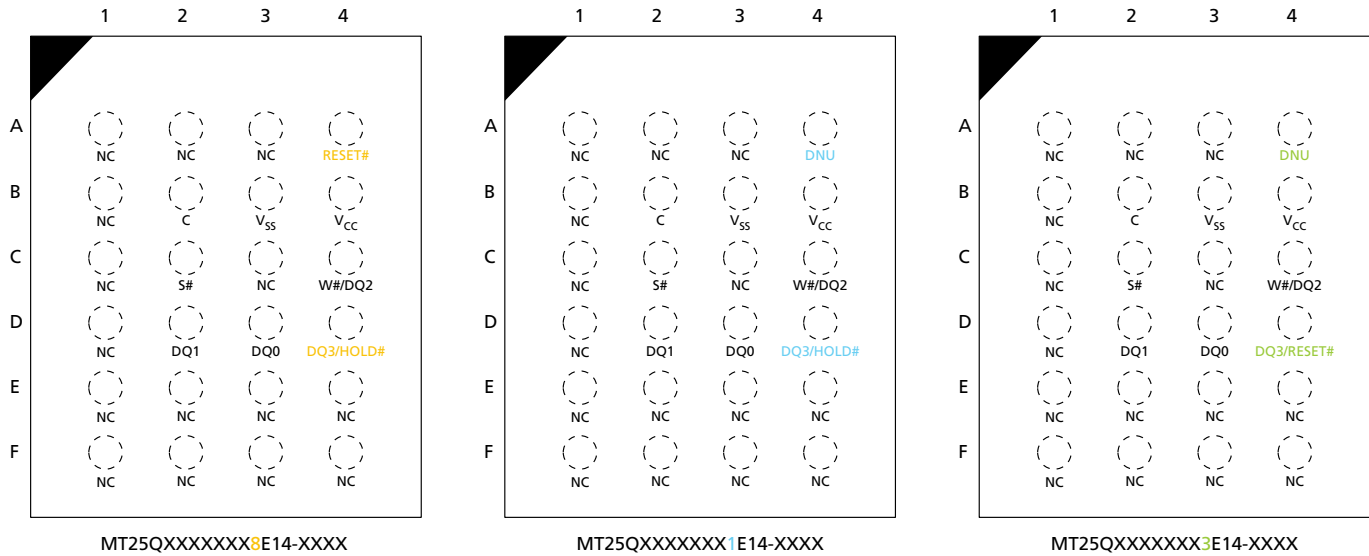 1 2 3 4 1 2 3 4 1 2 3 4
A A A
NC NC NC RESET# NC NC NC DNU NC NC NC DNU
B B B
NC C VSS VCC NC C VSS VCC NC C VSS VCC
C C C
NC S# NC W#/DQ2 NC S# NC W#/DQ2 NC S# NC W#/DQ2
D D D
NC DQ1 DQ0 DQ3/HOLD# NC DQ1 DQ0 DQ3/HOLD# NC DQ1 DQ0 DQ3/RESET#
E E E
NC NC NC NC NC NC NC NC NC NC NC NC
F F F
NC NC NC NC NC NC NC NC NC NC NC NC
MT25QXXXXXXX8E14-XXXX MT25QXXXXXXX1E14-XXXX MT25QXXXXXXX3E14-XXXX